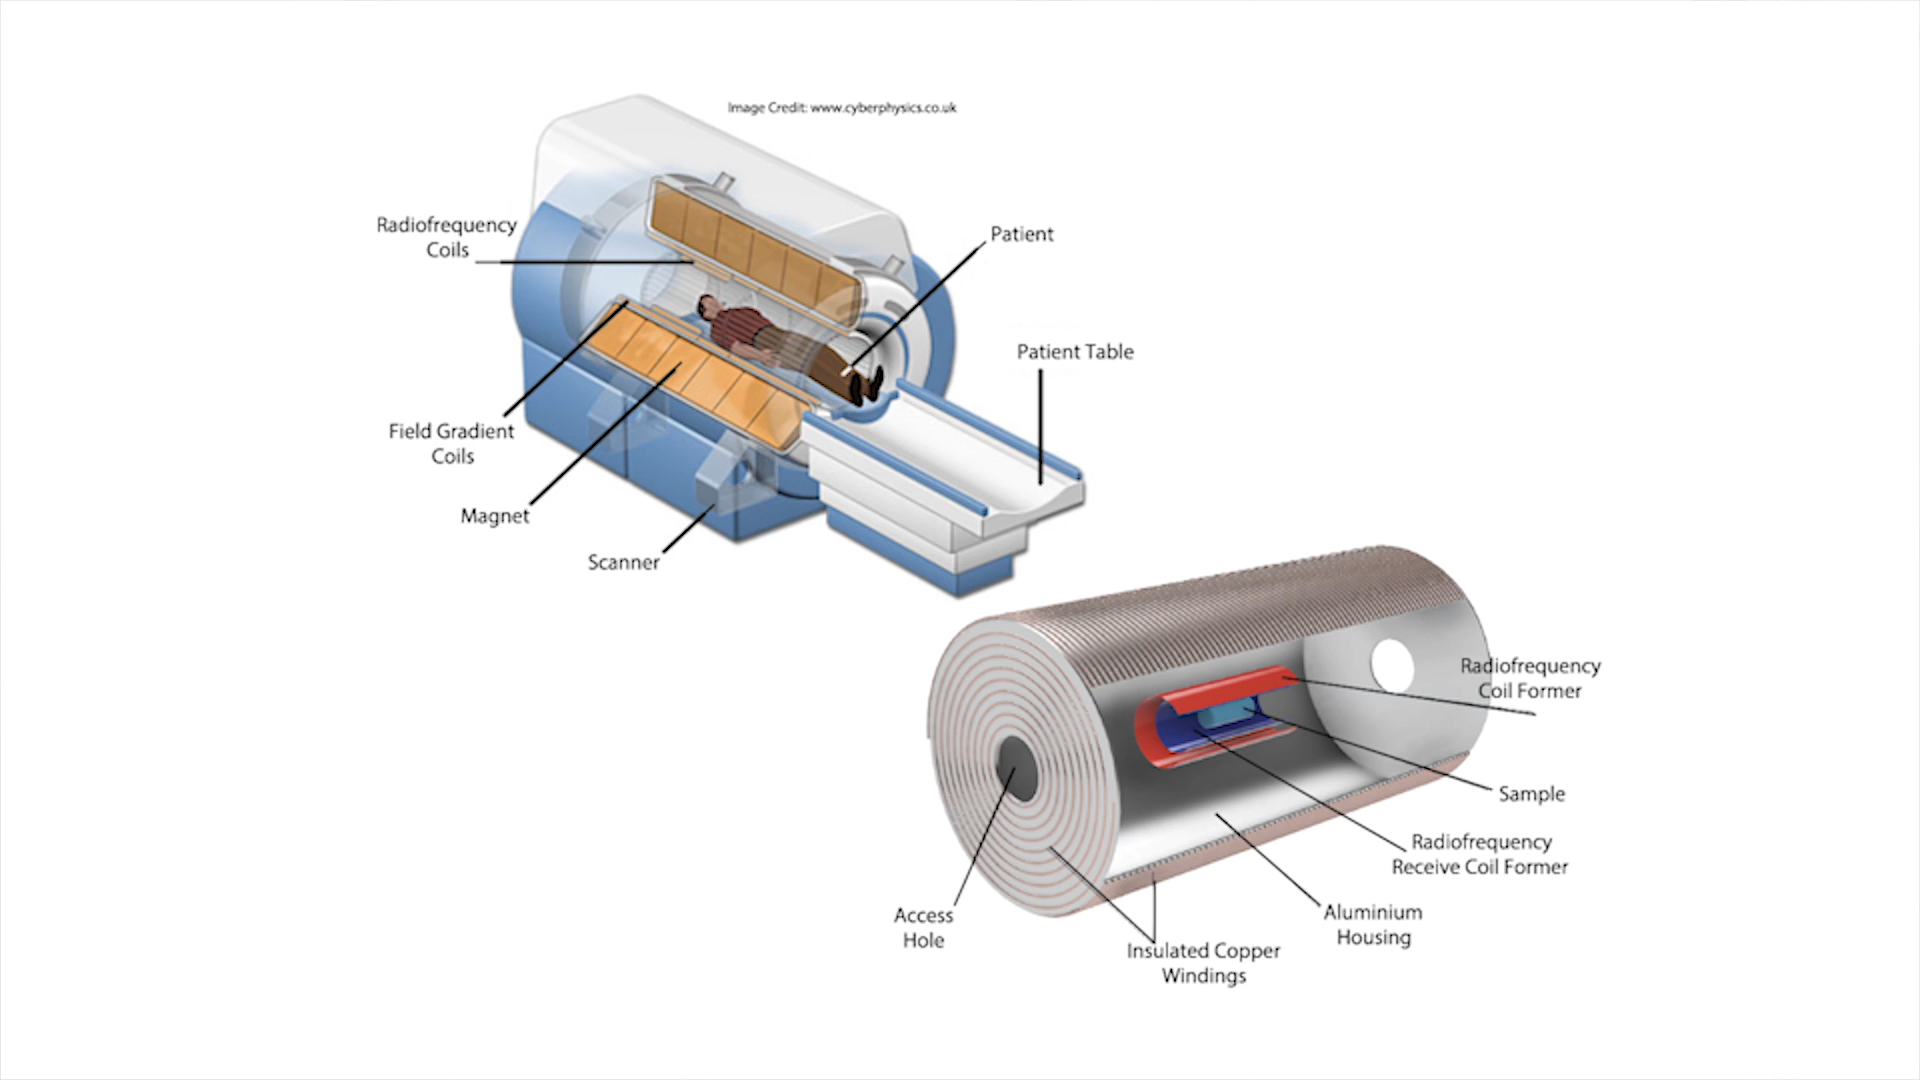 Image Credit: www.cyberphysics.co.uk
Radiofrequency
Coils
Patient
Patient Table
Field Gradient
Coils
Magnet
Scanner
Radiofrequency
Coil Former
Sample
Radiofrequency
Receive Coil Former
Access
Hole
Aluminium
Housing
Insulated Copper
Windings